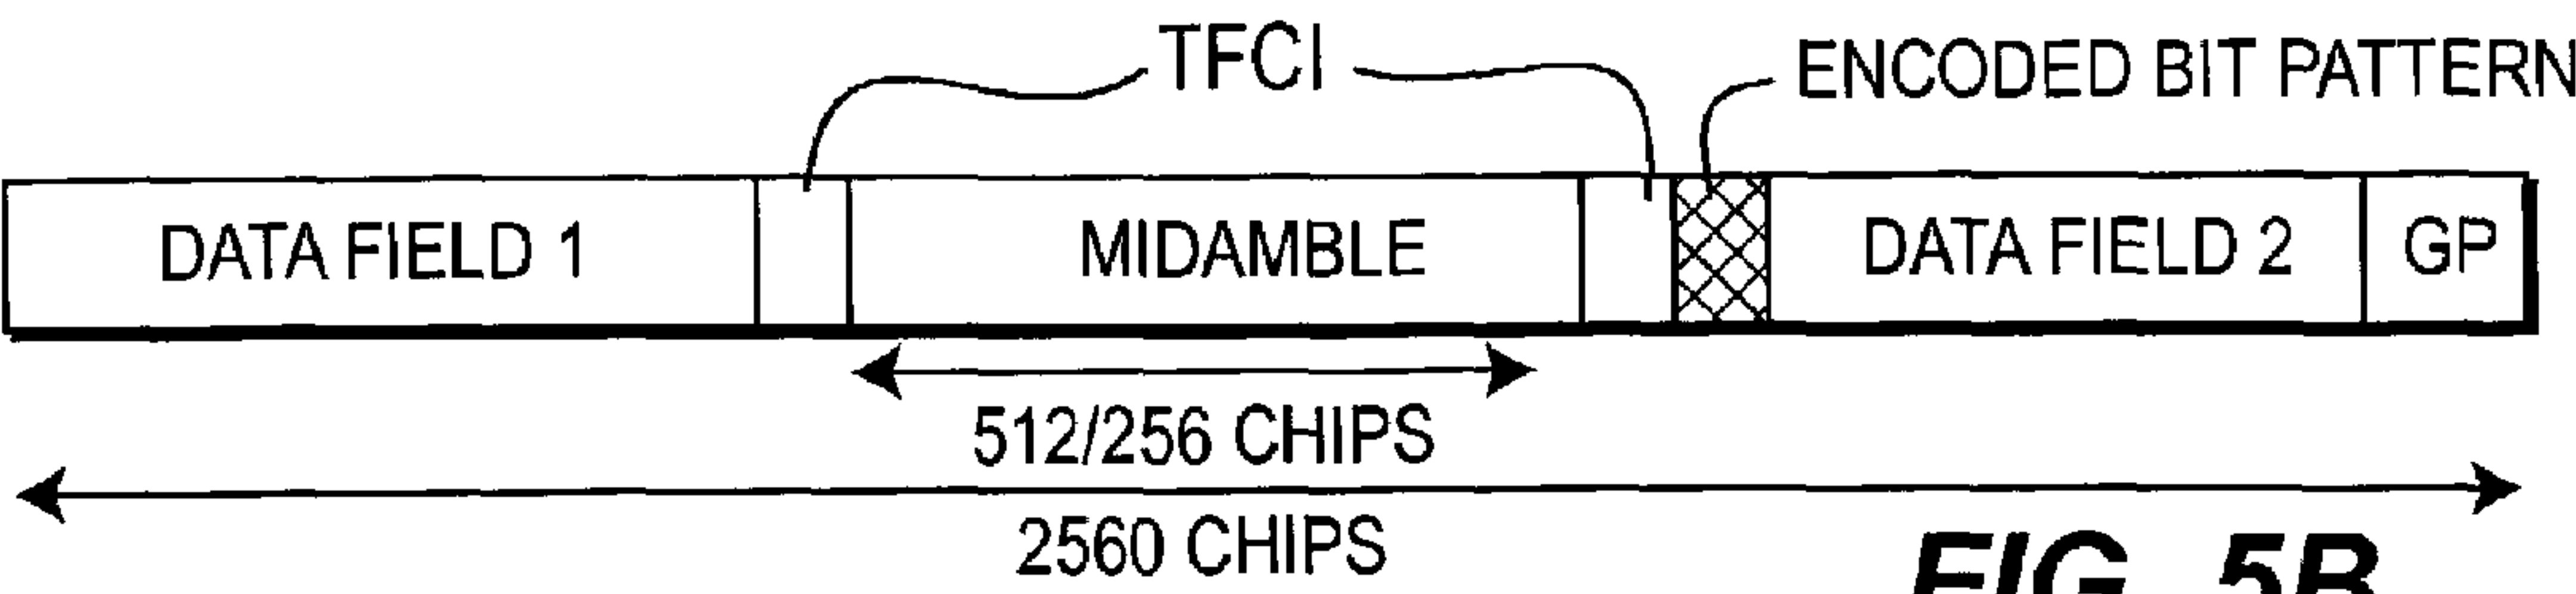 TFCI
ENCODED BIT PATTERN
DATA FIELD 1
MIDAMBLE
DATA FIELD 2
GP
512/256 CHIPS
2560 CHIPS
FIG. 5B